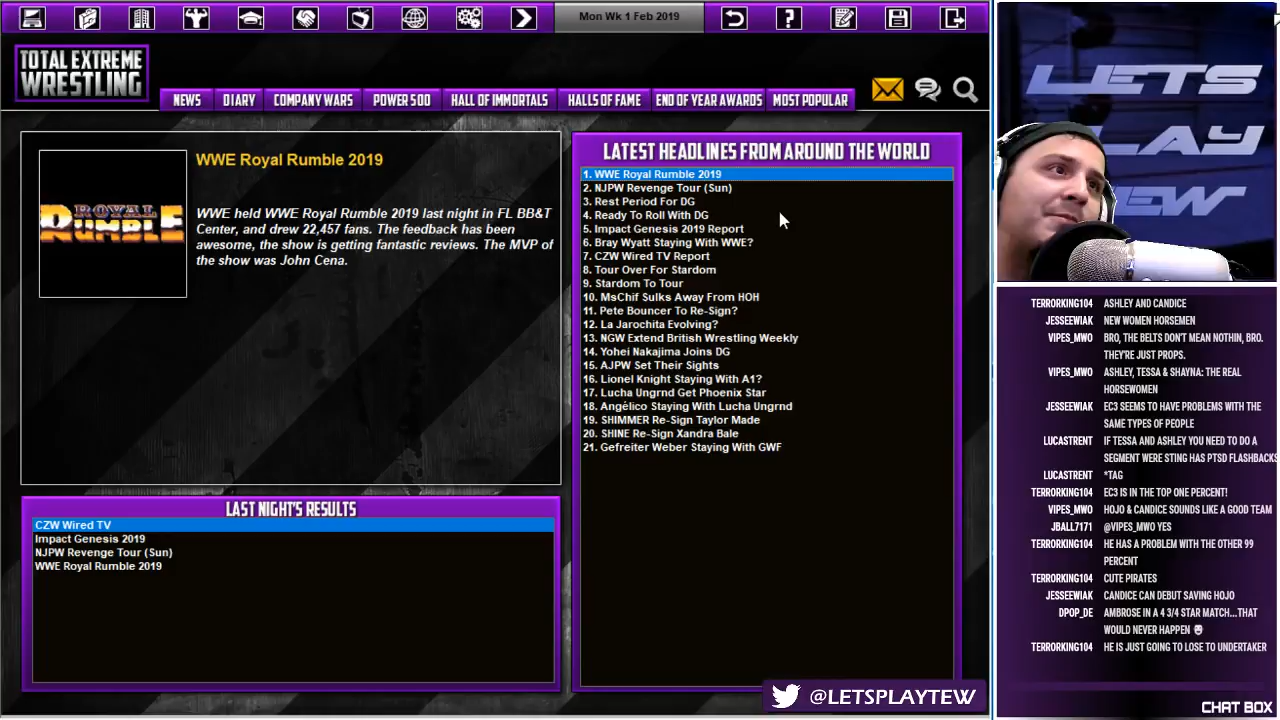 Mon Wk 1 Feb 2019
TOTAL EXTREME
WRESTLING
NEWS
DIARY
COMPANY WARS
POWER 500
HALL OF IMMORTALS
HALLS OF FAME
END OF YEAR AWARDS
MOST POPULAR
ROYAL
RUMBLE
WWE Royal Rumble 2019
WWE held WWE Royal Rumble 2019 last night in FL BB&T
Center, and drew 22,457 fans. The feedback has been
awesome, the show is getting fantastic reviews. The MVP of
the show was John Cena.
LAST NIGHT'S RESULTS
CZW Wired TV
Impact Genesis 2019
NJPW Revenge Tour (Sun)
WWE Royal Rumble 2019
LATEST HEADLINES FROM AROUND THE WORLD
1. WWE Royal Rumble 2019
2. NJPW Revenge Tour (Sun)
3. Rest Period For DG
4. Ready To Roll With DG
5. Impact Genesis 2019 Report
6. Bray Wyatt Staying With WWE?
7. CZW Wired TV Report
8. Tour Over For Stardom
9. Stardom To Tour
10. MsChif Sulks Away From HOH
11. Pete Bouncer To Re-Sign?
12. La Jarochita Evolving?
13. NGW Extend British Wrestling Weekly
14. Yohei Nakajima Joins DG
15. AJPW Set Their Sights
16. Lionel Knight Staying With A1?
17. Lucha Ungrnd Get Phoenix Star
18. Angélico Staying With Lucha Ungrnd
19. SHIMMER Re-Sign Taylor Made
20. SHINE Re-Sign Xandra Bale
21. Gefreiter Weber Staying With GWF
@LETSPLAYTEW
LETS
PLAY
TEW
TERRORKING104 ASHLEY AND CANDICE
JESSEEWIAK NEW WOMEN HORSEMEN
VIPES_MWO BRO, THE BELTS DON'T MEAN NOTHIN, BRO.
THEY'RE JUST PROPS.
VIPES_MWO ASHLEY, TESSA & SHAYNA: THE REAL
HORSEWOMEN
JESSEEWIAK EC3 SEEMS TO HAVE PROBLEMS WITH THE
SAME TYPES OF PEOPLE
LUCASTRENT IF TESSA AND ASHLEY YOU NEED TO DO A
SEGMENT WERE STING HAS PTSD FLASHBACKS
LUCASTRENT *TAG
TERRORKING104 EC3 IS IN THE TOP ONE PERCENT!
VIPES_MWO HOJO & CANDICE SOUNDS LIKE A GOOD TEAM
JBALL7171 @VIPES_MWO YES
TERRORKING104 HE HAS A PROBLEM WITH THE OTHER 99
PERCENT
TERRORKING104 CUTE PIRATES
JESSEEWIAK CANDICE CAN DEBUT SAVING HOJO
DPOP_DE AMBROSE IN A 4 3/4 STAR MATCH...THAT
WOULD NEVER HAPPEN
TERRORKING104 HE IS JUST GOING TO LOSE TO UNDERTAKER
CHAT BOX